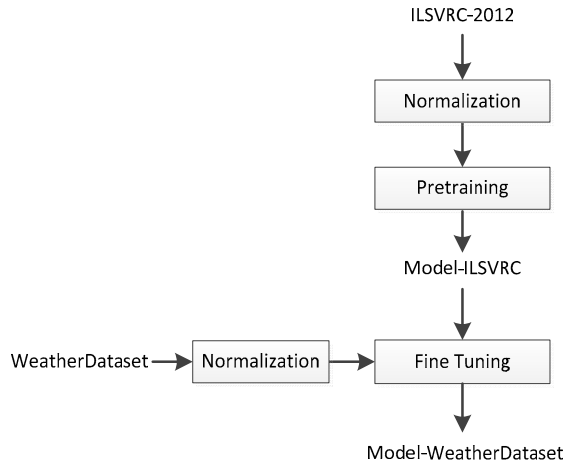 ILSVRC-2012
Normalization
Pretraining
Model-ILSVRC
WeatherDataset
Normalization
Fine Tuning
Model-WeatherDataset